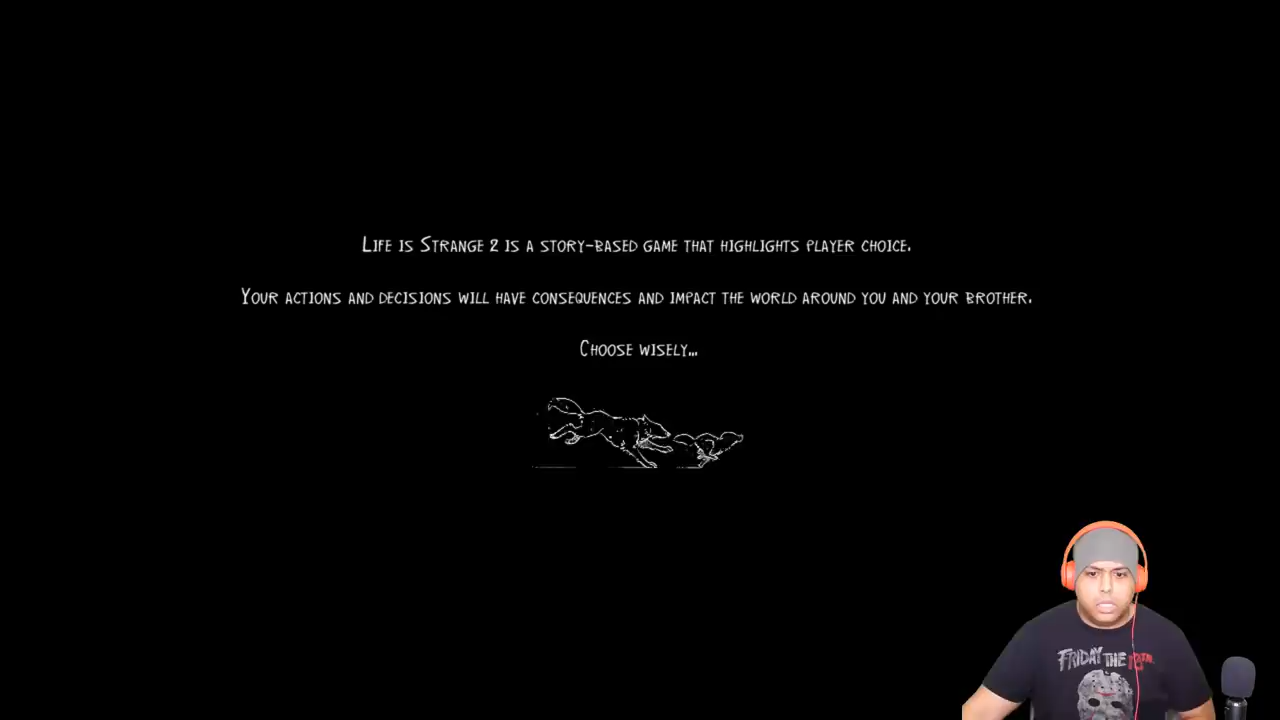 Life is Strange 2 is a story-based game that highlights player choice.
Your actions and decisions will have consequences and impact the world around you and your brother.
Choose wisely...
FRIDAY THE 13TH